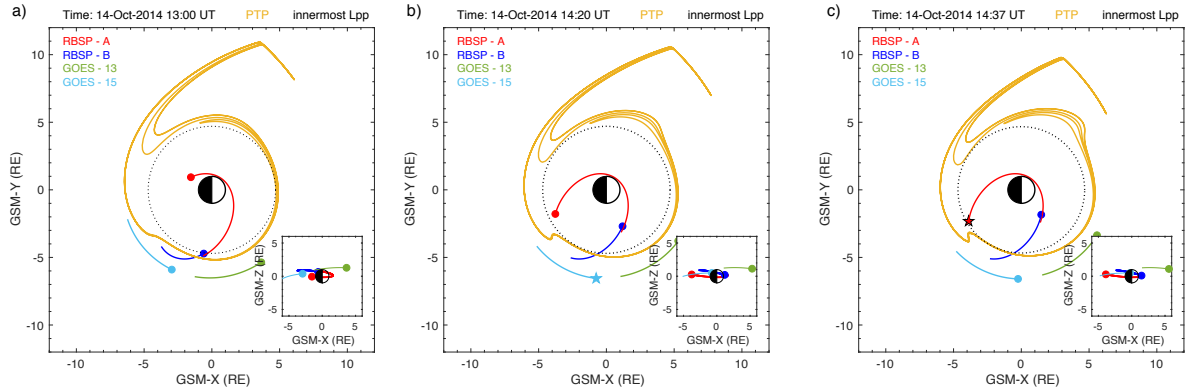 a)
Time: 14-Oct-2014 13:00 UT PTP innermost Lpp
RBSP - A
RBSP - B
GOES - 13
GOES - 15
10
5
0
-5
-10
GSM-Y (RE)
-10 -5 0 5 10
GSM-X (RE)
5
0
-5
GSM-Z (RE)
-5 0 5
GSM-X (RE)
b)
Time: 14-Oct-2014 14:20 UT PTP innermost Lpp
RBSP - A
RBSP - B
GOES - 13
GOES - 15
10
5
0
-5
-10
GSM-Y (RE)
-10 -5 0 5 10
GSM-X (RE)
5
0
-5
GSM-Z (RE)
-5 0 5
GSM-X (RE)
c)
Time: 14-Oct-2014 14:37 UT PTP innermost Lpp
RBSP - A
RBSP - B
GOES - 13
GOES - 15
10
5
0
-5
-10
GSM-Y (RE)
-10 -5 0 5 10
GSM-X (RE)
5
0
-5
GSM-Z (RE)
-5 0 5
GSM-X (RE)